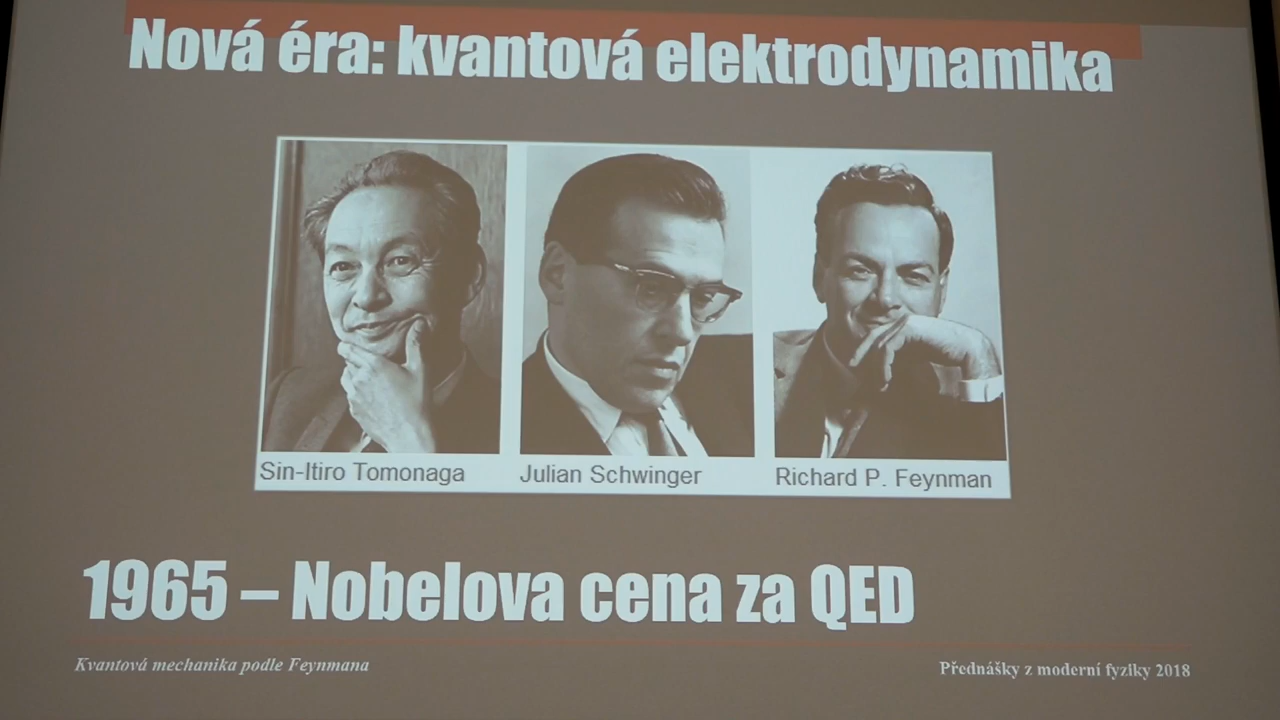 Nová éra: kvantová elektrodynamika
Sin-Itiro Tomonaga
Julian Schwinger
Richard P. Feynman
1965 – Nobelova cena za QED
Kvantová mechanika podle Feynmana
Přednášky z moderní fyziky 2018